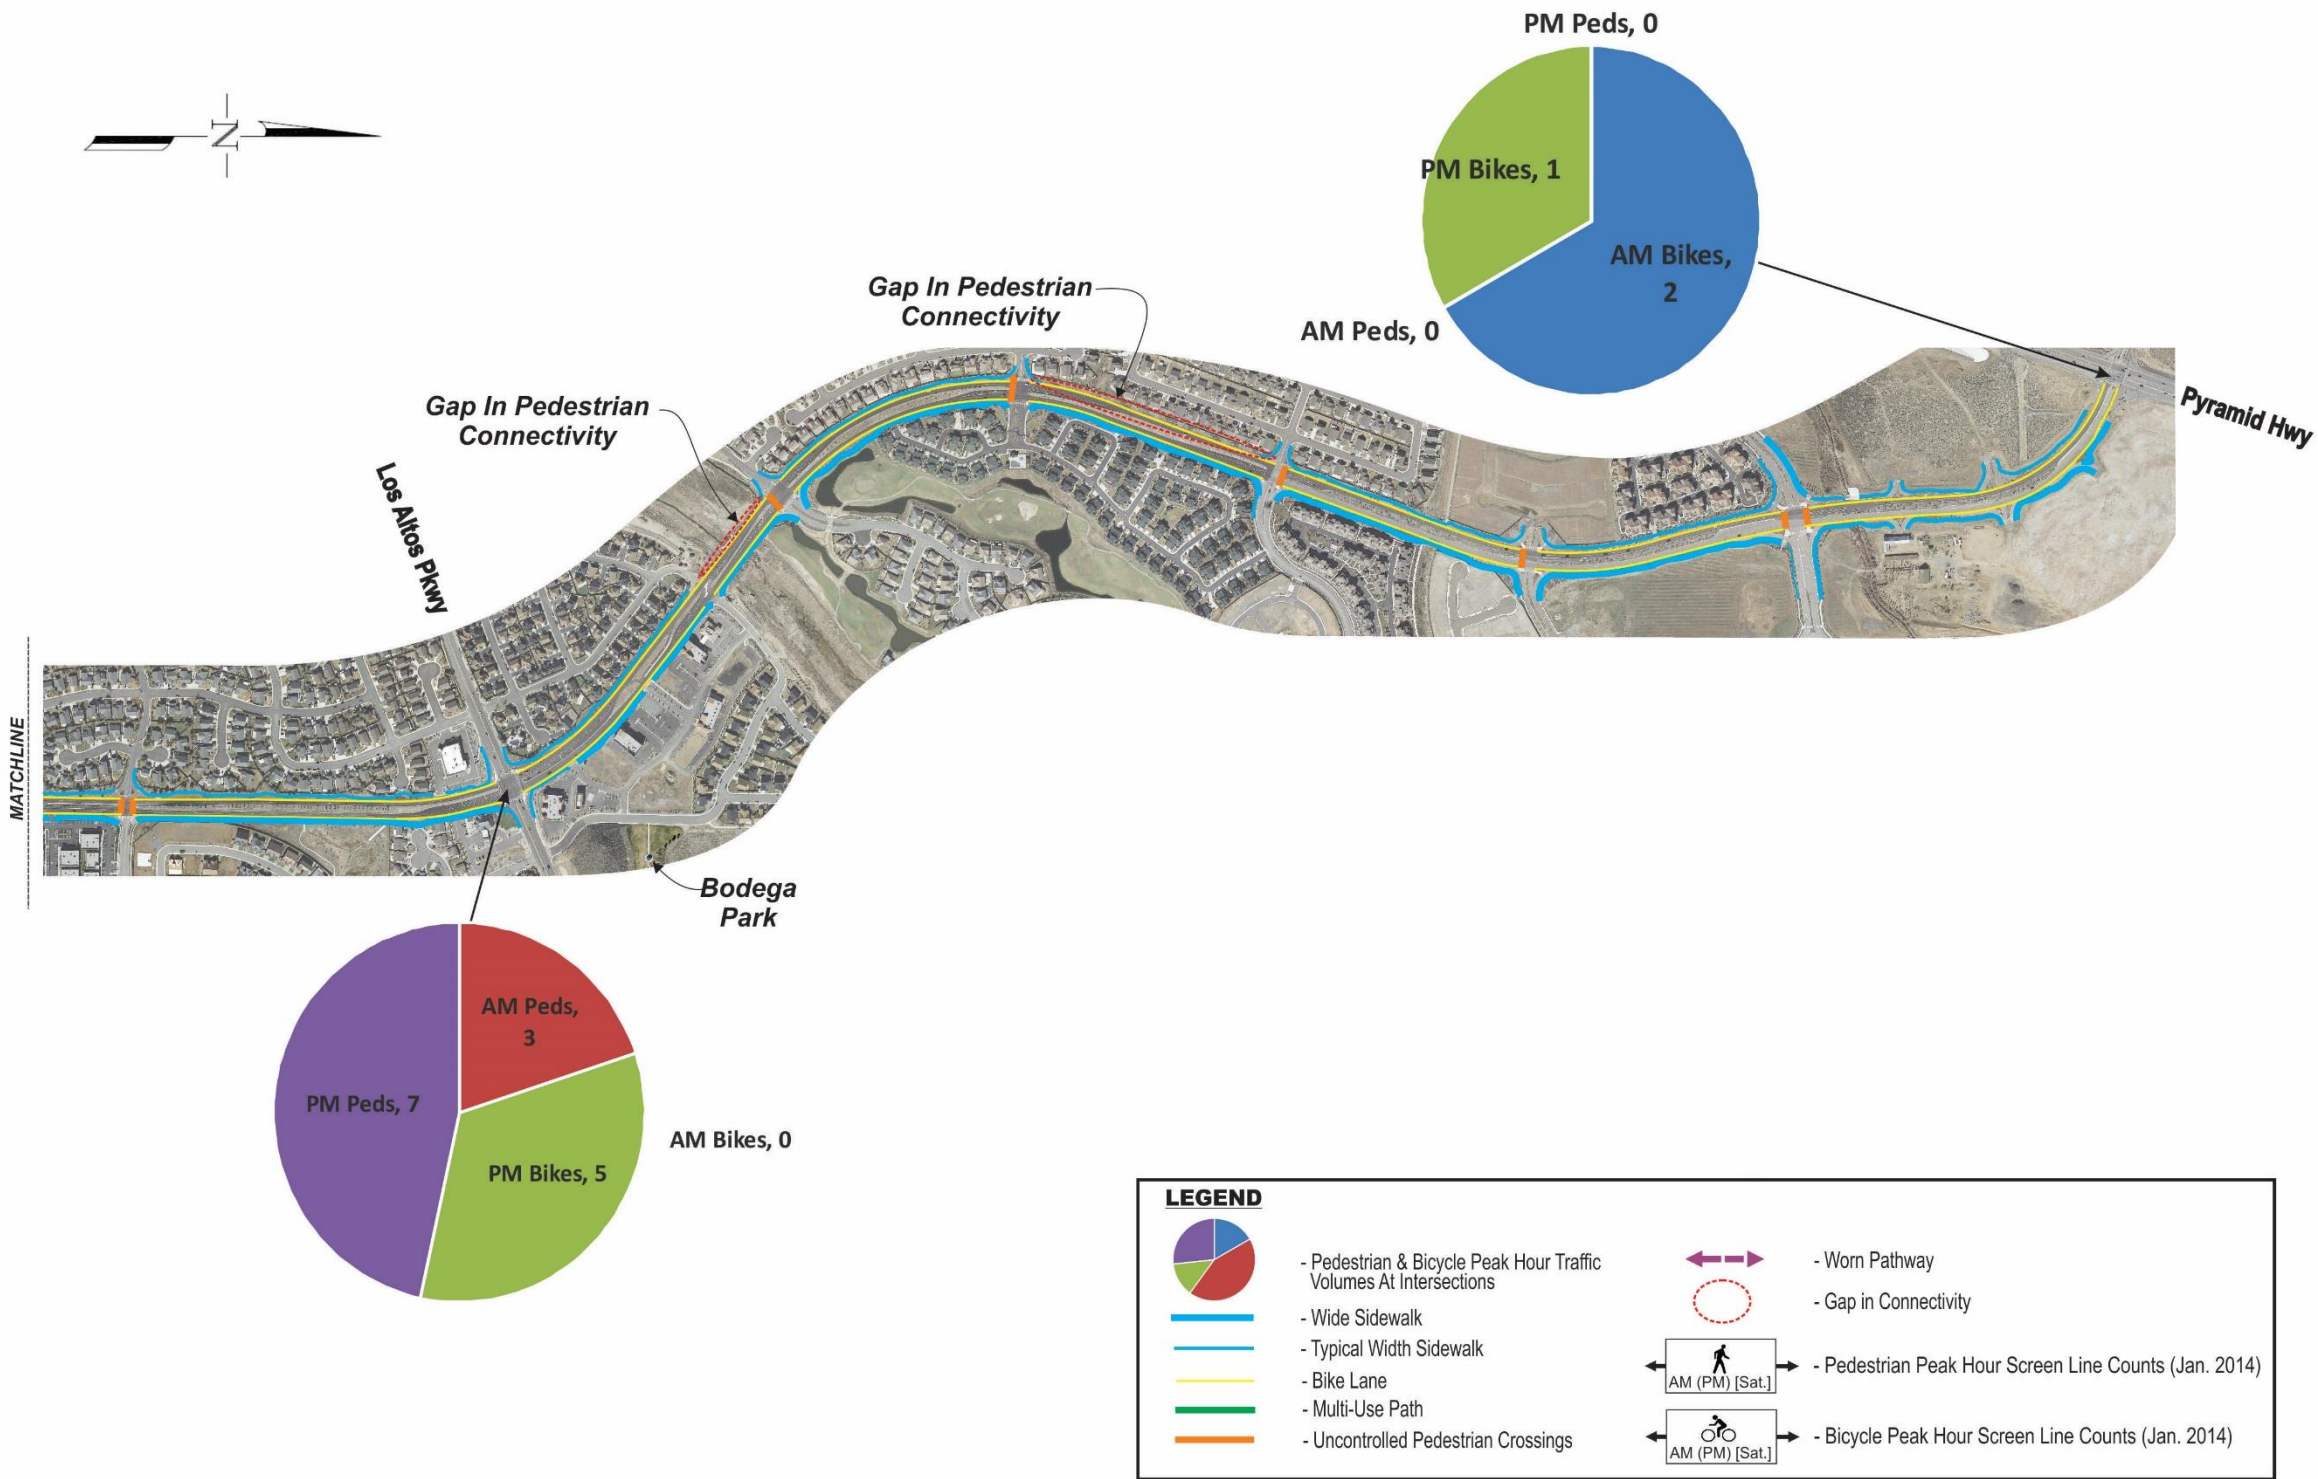 PM Peds, 0
N
PM Bikes, 1
AM Bikes,
2
AM Peds, 0
Gap In Pedestrian
Connectivity
Gap In Pedestrian
Connectivity
Pyramid Hwy
Los Altos Pkwy
MATCHLINE
Bodega
Park
AM Peds,
3
PM Peds, 7
AM Bikes, 0
PM Bikes, 5
LEGEND
- Pedestrian & Bicycle Peak Hour Traffic
Volumes At Intersections
- Wide Sidewalk
- Typical Width Sidewalk
- Bike Lane
- Multi-Use Path
- Uncontrolled Pedestrian Crossings
- Worn Pathway
- Gap in Connectivity
AM (PM) [Sat.]
- Pedestrian Peak Hour Screen Line Counts (Jan. 2014)
AM (PM) [Sat.]
- Bicycle Peak Hour Screen Line Counts (Jan. 2014)